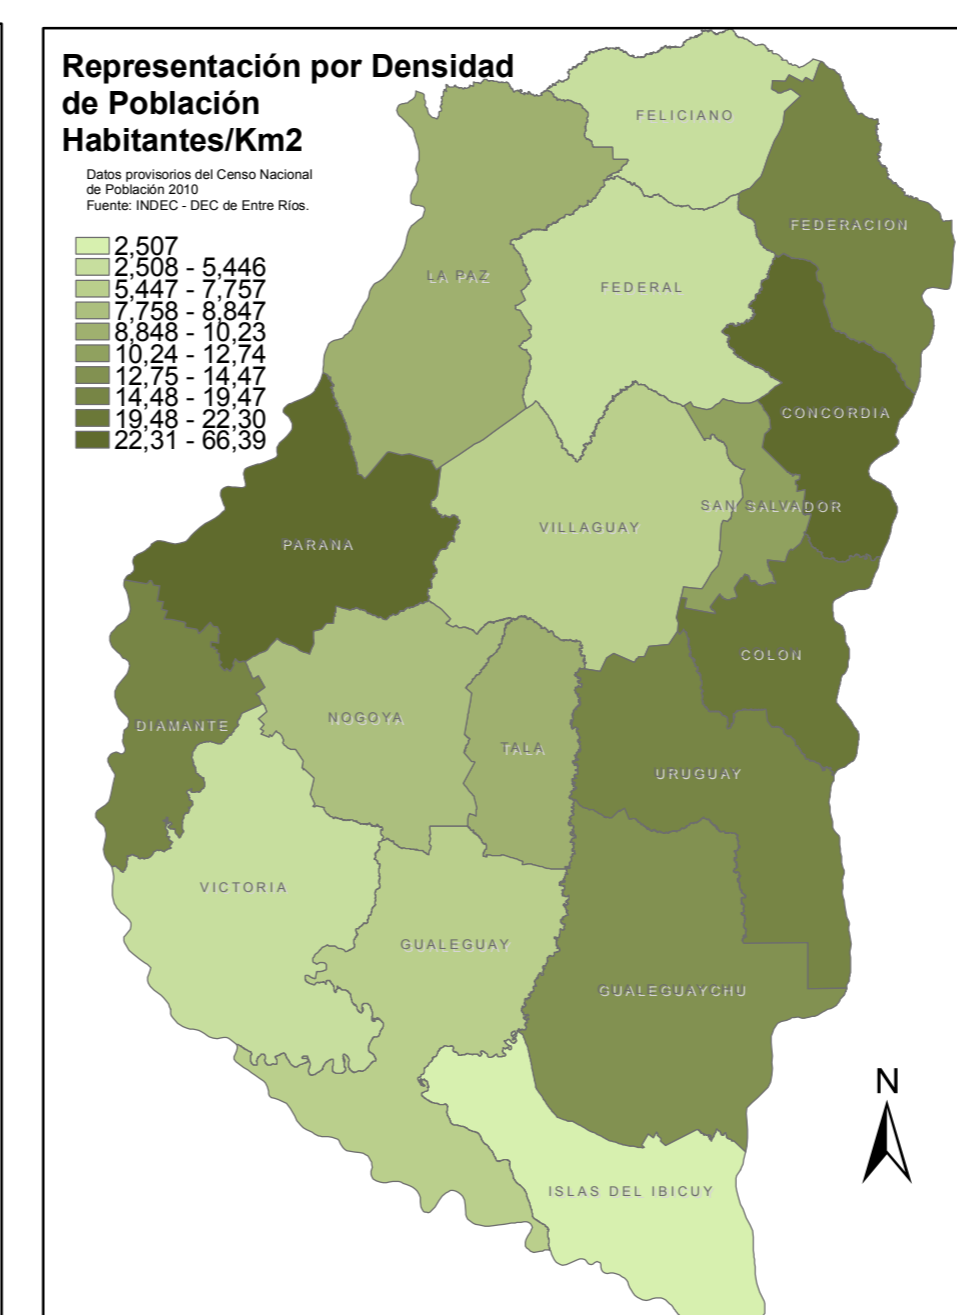 Representación por Densidad
de Población
Habitantes/Km2
Datos provisorios del Censo Nacional
de Población 2010
Fuente: INDEC - DEC de Entre Ríos.
2,507
2,508 - 5,446
5,447 - 7,757
7,758 - 8,847
8,848 - 10,23
10,24 - 12,74
12,75 - 14,47
14,48 - 19,47
19,48 - 22,30
22,31 - 66,39
FELICIANO
FEDERACION
LA PAZ
FEDERAL
CONCORDIA
SAN SALVADOR
VILLAGUAY
PARANA
COLON
NOGOYA
DIAMANTE
TALA
URUGUAY
VICTORIA
GUALEGUAY
GUALEGUAYCHU
N
ISLAS DEL IBICUY